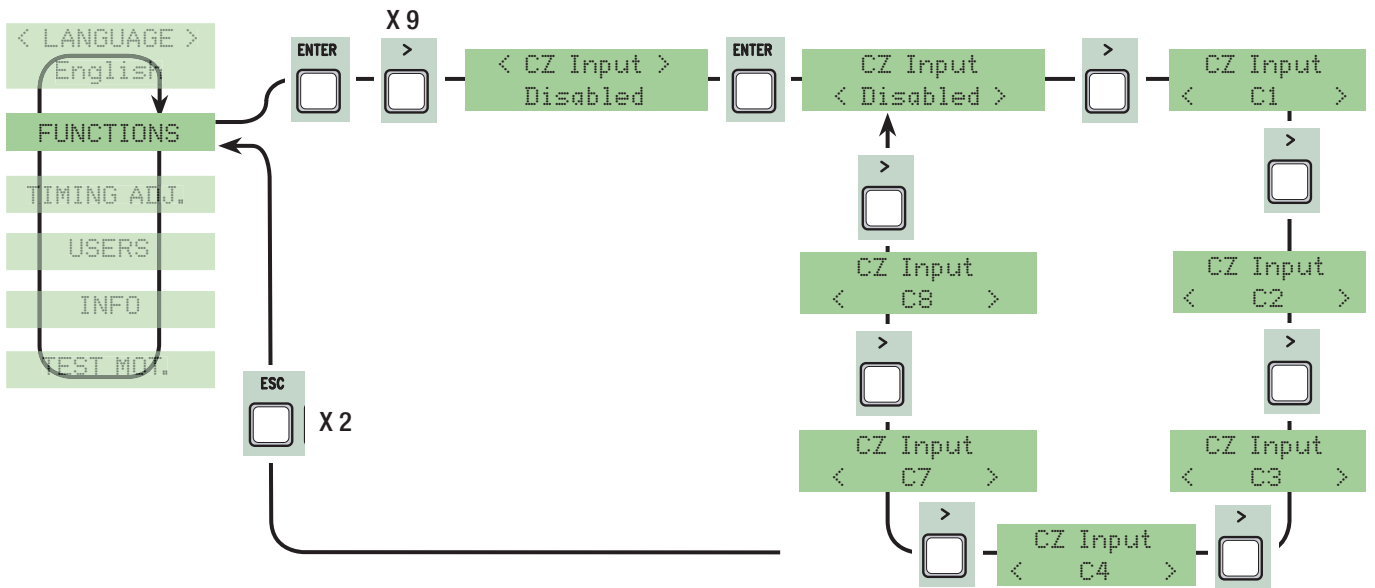 < LANGUAGE >
English
FUNCTIONS
TIMING ADJ.
USERS
INFO
TEST MOT.
ENTER
X 9
>
< CZ Input >
Disabled
ENTER
CZ Input
< Disabled >
>
CZ Input
< C1 >
>
CZ Input
< C2 >
>
CZ Input
< C3 >
>
CZ Input
< C4 >
>
CZ Input
< C7 >
>
CZ Input
< C8 >
>
ESC
X 2